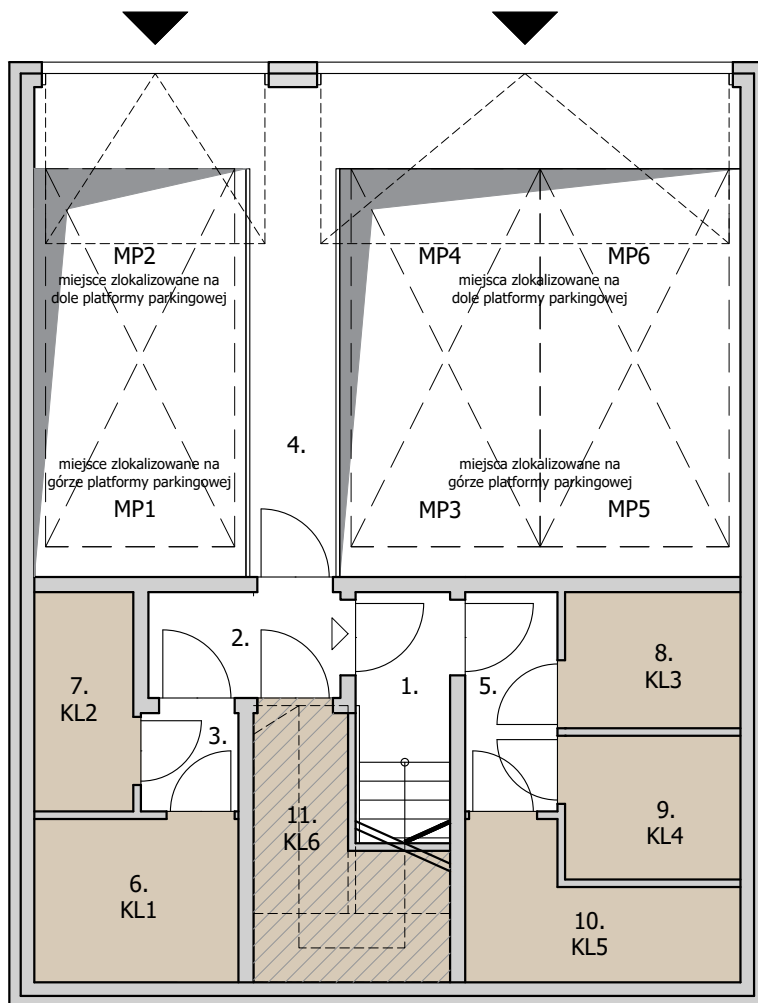 MP2
miejsce zlokalizowane na
dole platformy parkingowej
MP4
MP6
miejsca zlokalizowane na
dole platformy parkingowej
4.
miejsce zlokalizowane na
górze platformy parkingowej
MP1
miejsca zlokalizowane na
górze platformy parkingowej
MP3
MP5
2.
1.
5.
7.
KL2
3.
8.
KL3
11.
KL6
9.
KL4
6.
KL1
10.
KL5